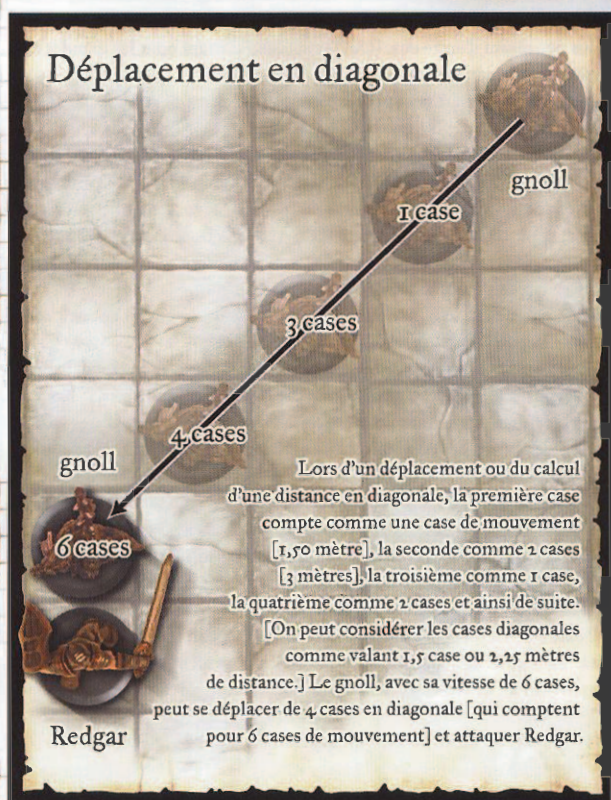 Déplacement en diagonale
gnoll
1 case
3 cases
4 cases
gnoll
6 cases
Lors d'un déplacement ou du calcul
d'une distance en diagonale, la première case
compte comme une case de mouvement
[1,50 mètre], la seconde comme 2 cases
[3 mètres], la troisième comme 1 case,
la quatrième comme 2 cases et ainsi de suite.
[On peut considérer les cases diagonales
comme valant 1,5 case ou 2,25 mètres
de distance.] Le gnoll, avec sa vitesse de 6 cases,
peut se déplacer de 4 cases en diagonale [qui comptent
pour 6 cases de mouvement] et attaquer Redgar.
Redgar